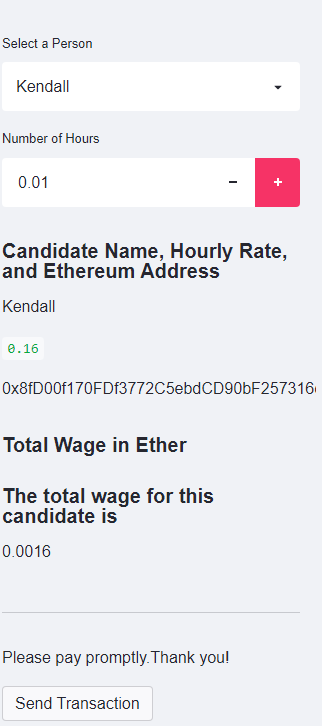 Select a Person
Kendall
Number of Hours
0.01
Candidate Name, Hourly Rate,
and Ethereum Address
Kendall
0.16
0x8fD00f170FDf3772C5ebdCD90bF257316
Total Wage in Ether
The total wage for this
candidate is
0.0016
Please pay promptly.Thank you!
Send Transaction